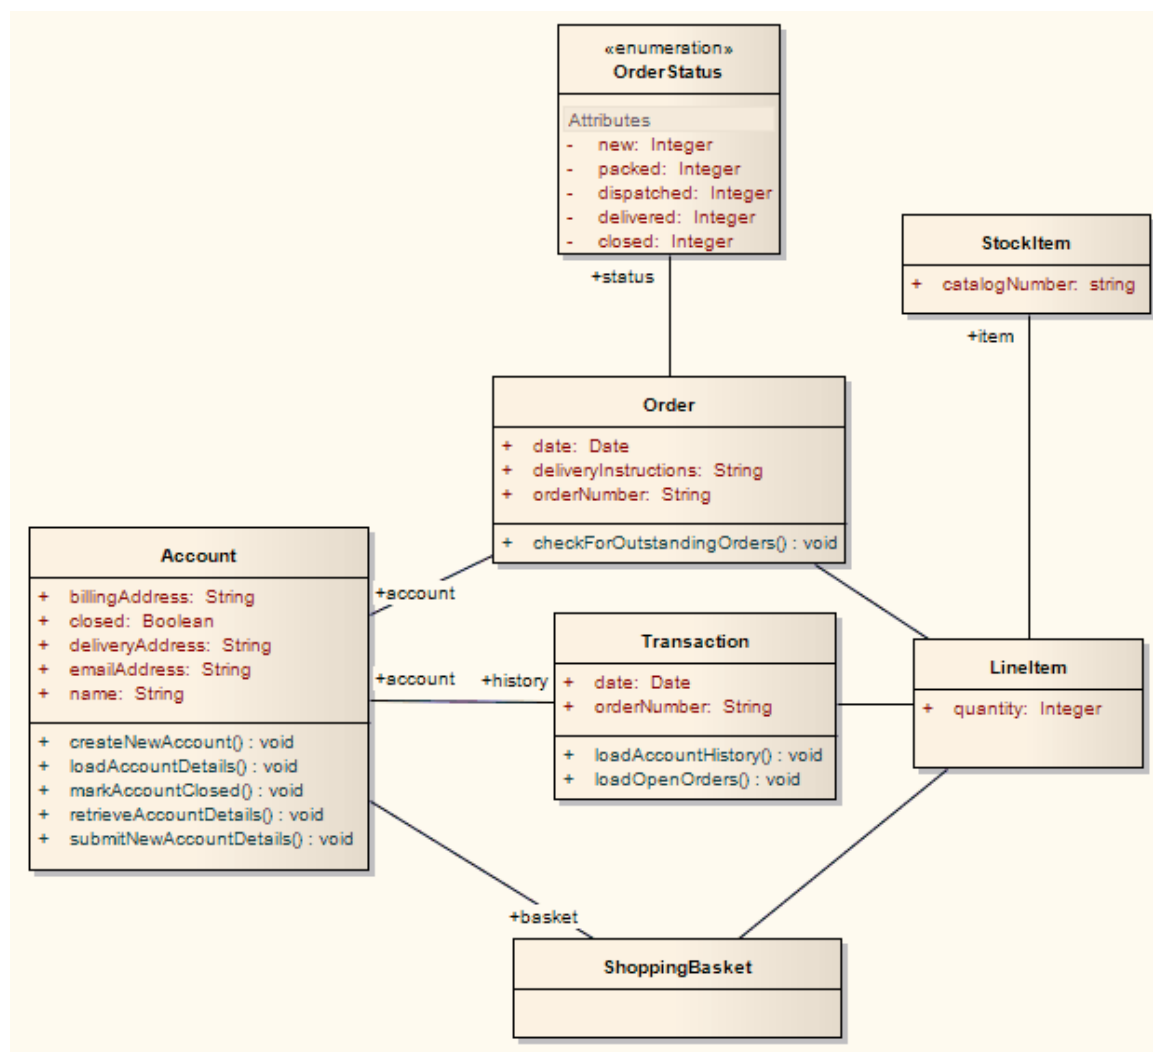 «enumeration»
OrderStatus
Attributes
- new: Integer
- packed: Integer
- dispatched: Integer
- delivered: Integer
- closed: Integer
+status
StockItem
+ catalogNumber: string
+item
Order
+ date: Date
+ deliveryInstructions: String
+ orderNumber: String
+ checkForOutstandingOrders() : void
Account
+ billingAddress: String
+ closed: Boolean
+ deliveryAddress: String
+ emailAddress: String
+ name: String
+ createNewAccount() : void
+ loadAccountDetails() : void
+ markAccountClosed() : void
+ retrieveAccountDetails() : void
+ submitNewAccountDetails() : void
+account
+account
+history
Transaction
+ date: Date
+ orderNumber: String
+ loadAccountHistory() : void
+ loadOpenOrders() : void
LineItem
+ quantity: Integer
+basket
ShoppingBasket